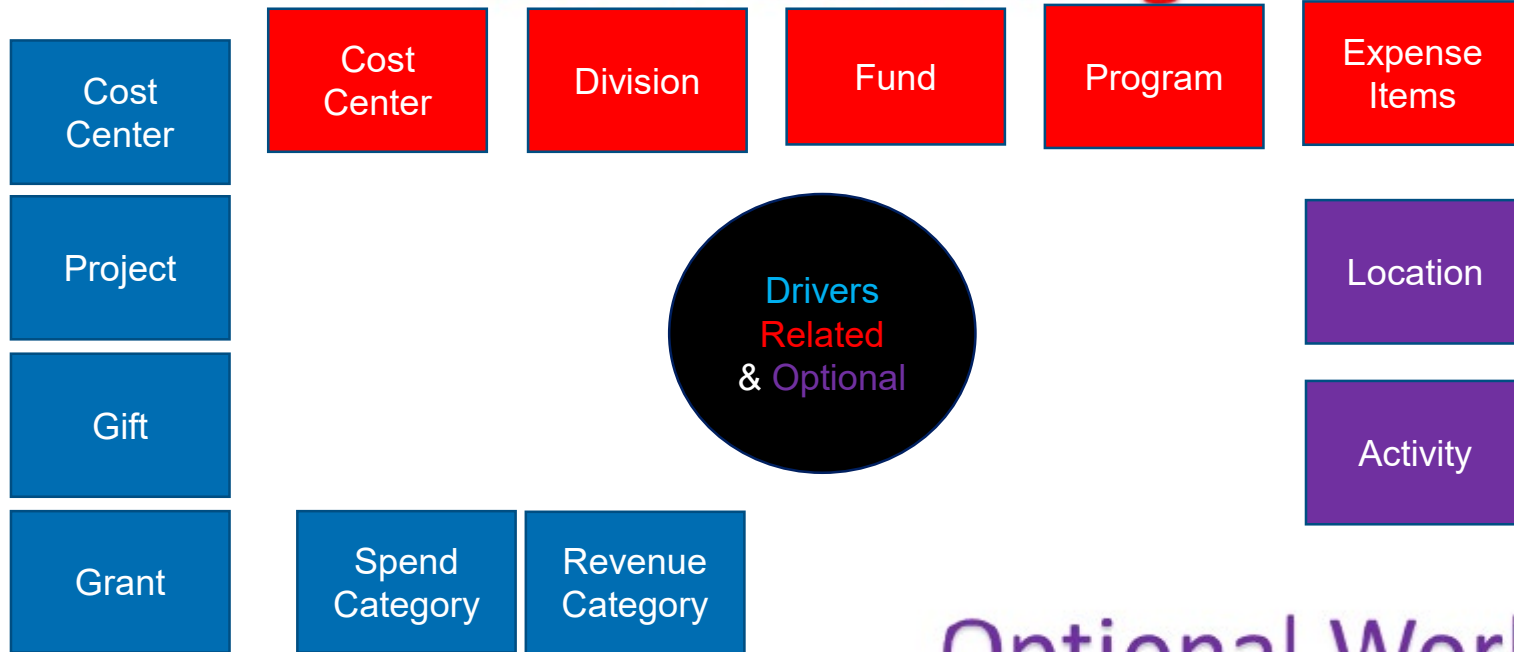 Cost
Center
Cost
Center
Division
Fund
Program
Expense
Items
Project
Drivers
Related
& Optional
Location
Gift
Activity
Grant
Spend
Category
Revenue
Category
Optional